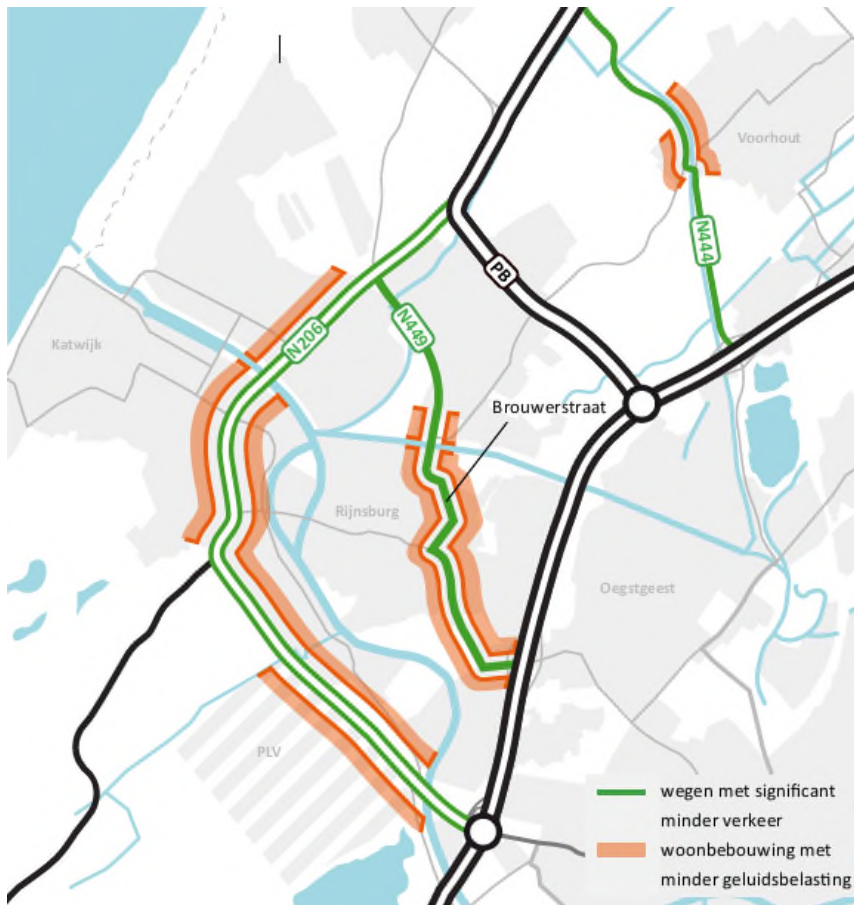 Voorhout
N444
PB
N206
N449
Katwijk
Brouwerstraat
Rijnsburg
Oegstgeest
PLV
wegen met significant
minder verkeer
woonbebouwing met
minder geluidsbelasting